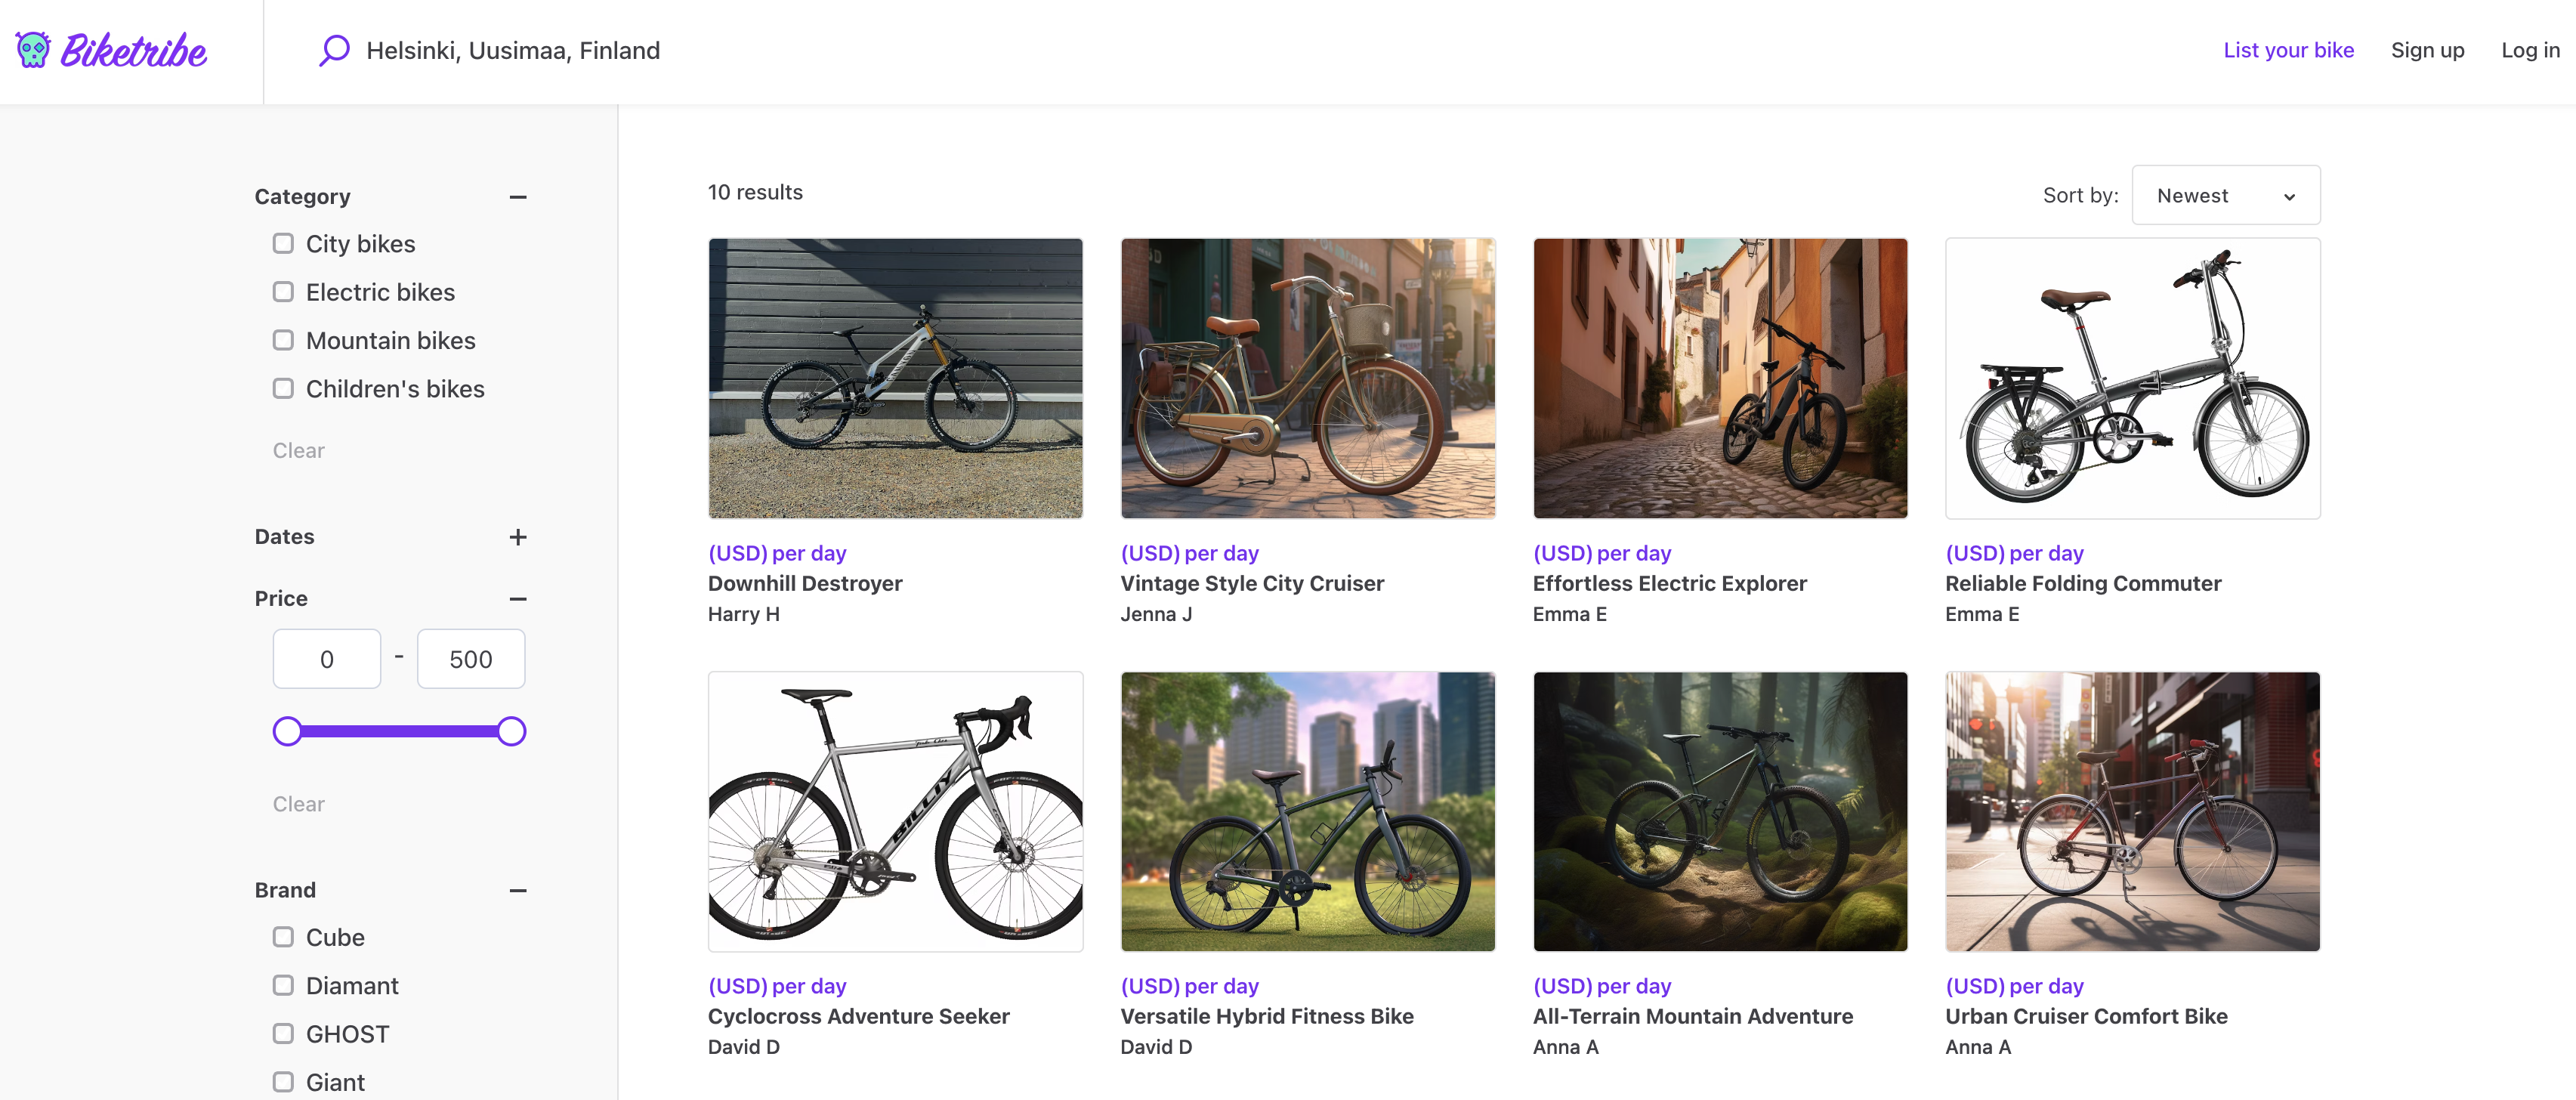 Biketribe
Helsinki, Uusimaa, Finland
List your bike
Sign up
Log in
Category
City bikes
Electric bikes
Mountain bikes
Children's bikes
Clear
Dates
Price
0 - 500
Clear
Brand
Cube
Diamant
GHOST
Giant
10 results
Sort by: Newest
(USD) per day
Downhill Destroyer
Harry H
(USD) per day
Vintage Style City Cruiser
Jenna J
(USD) per day
Effortless Electric Explorer
Emma E
(USD) per day
Reliable Folding Commuter
Emma E
BICCIY
(USD) per day
Cyclocross Adventure Seeker
David D
(USD) per day
Versatile Hybrid Fitness Bike
David D
(USD) per day
All-Terrain Mountain Adventure
Anna A
(USD) per day
Urban Cruiser Comfort Bike
Anna A